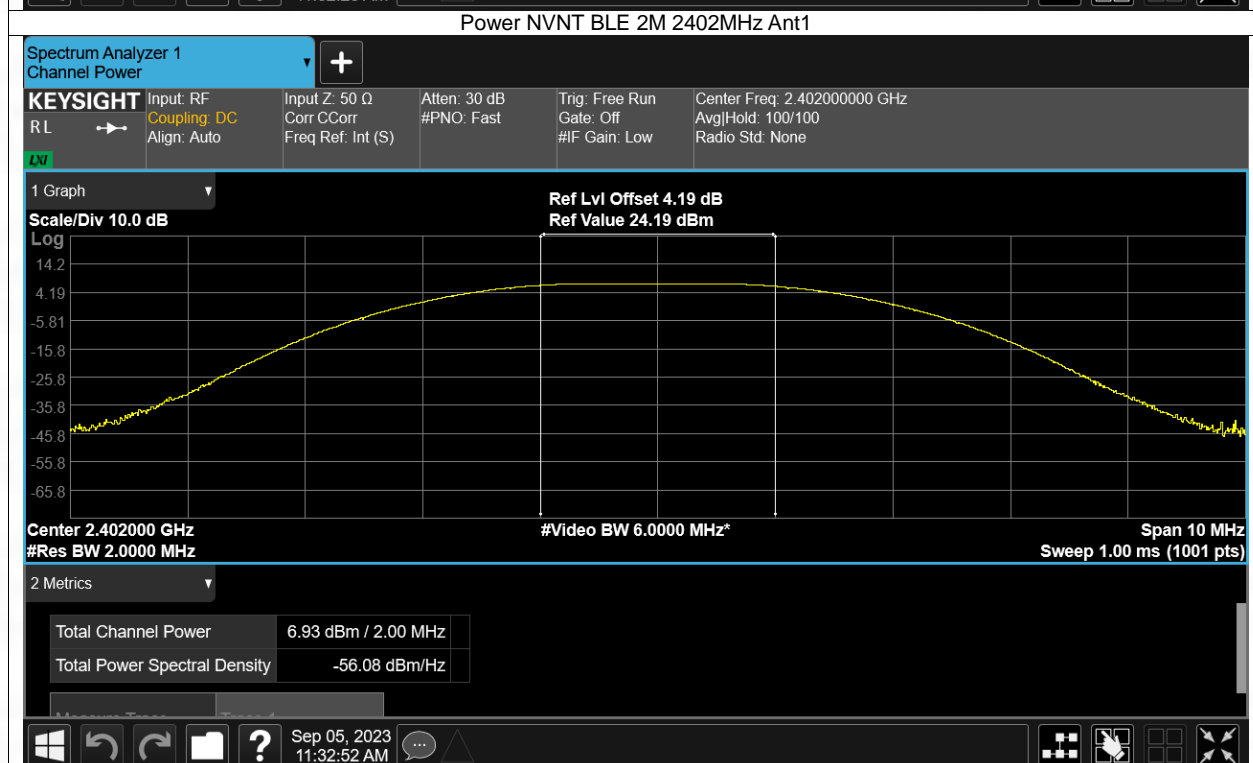 Power NVNT BLE 2M 2402MHz Ant1
Spectrum Analyzer 1
Channel Power
+
KEYSIGHT Input: RF Input Z: 50 Ω Atten: 30 dB Trig: Free Run Center Freq: 2.402000000 GHz
R L Coupling: DC Corr CCorr #PNO: Fast Gate: Off Avg|Hold: 100/100
Align: Auto Freq Ref: Int (S) #IF Gain: Low Radio Std: None
LXI
1 Graph
Ref Lvl Offset 4.19 dB
Scale/Div 10.0 dB Ref Value 24.19 dBm
Log
14.2
4.19
-5.81
-15.8
-25.8
-35.8
-45.8
-55.8
-65.8
Center 2.402000 GHz #Video BW 6.0000 MHz* Span 10 MHz
#Res BW 2.0000 MHz Sweep 1.00 ms (1001 pts)
2 Metrics
Total Channel Power 6.93 dBm / 2.00 MHz
Total Power Spectral Density -56.08 dBm/Hz
?
Sep 05, 2023
11:32:52 AM